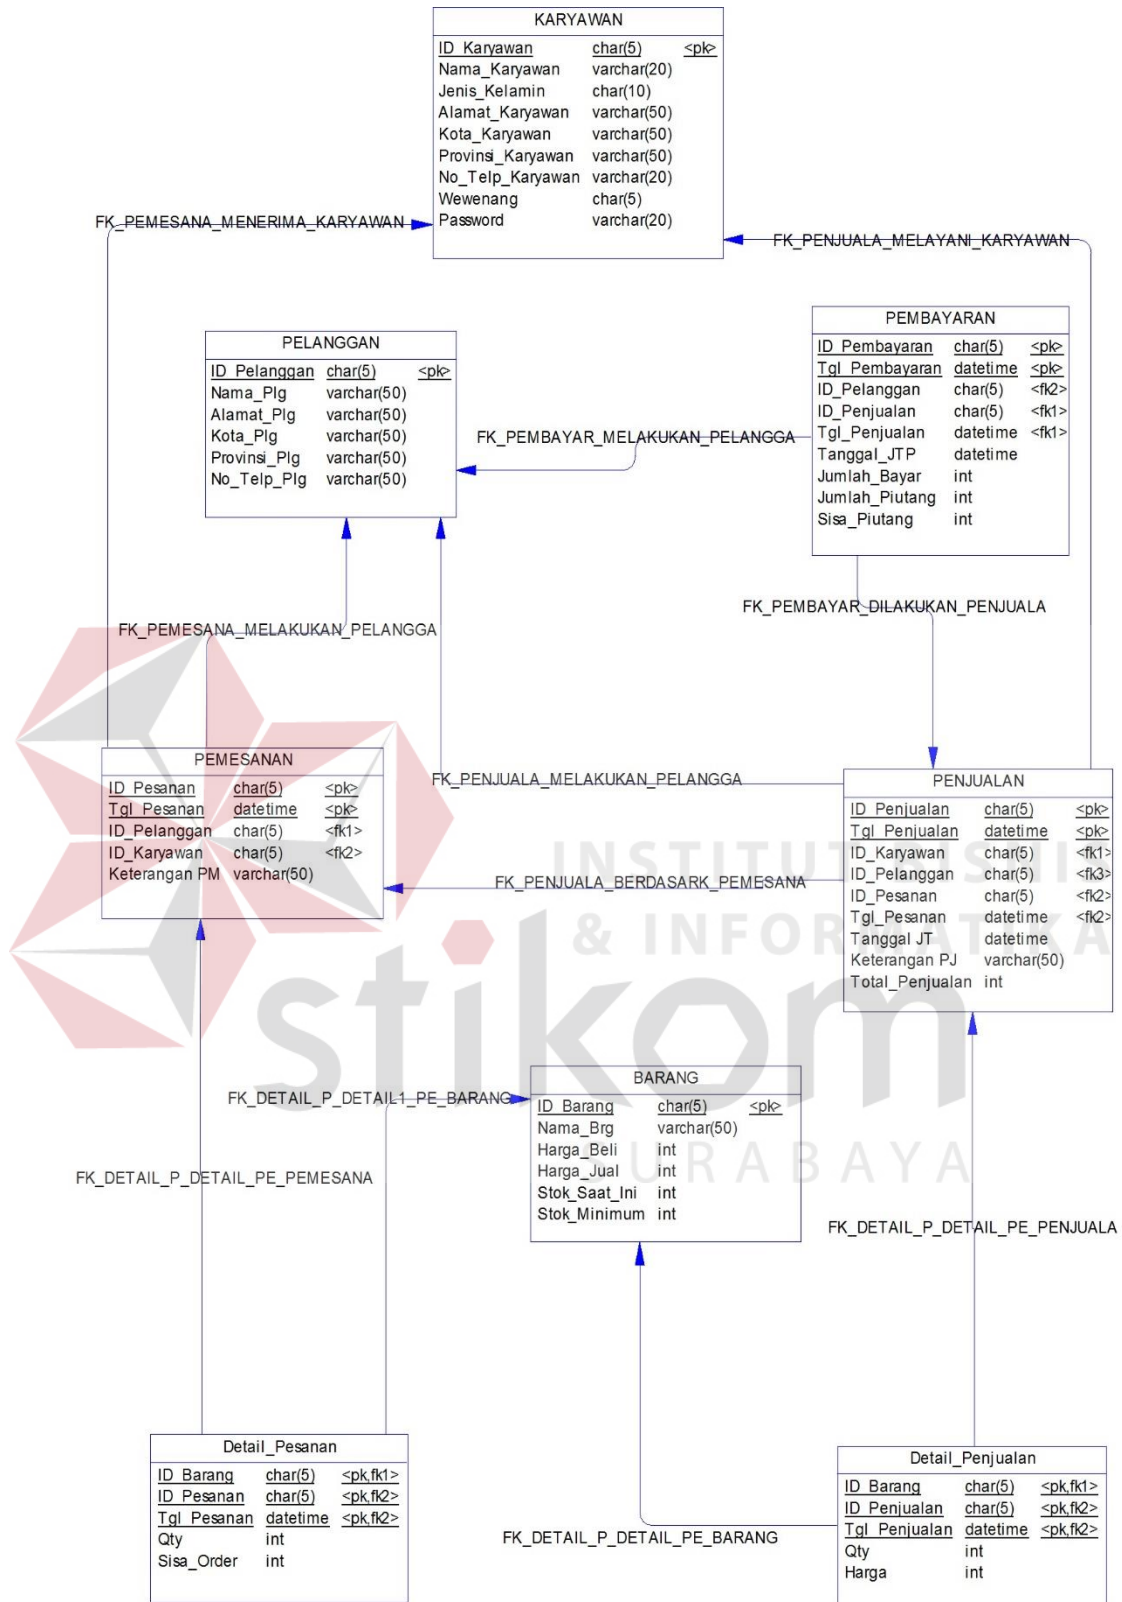 KARYAWAN
ID_Karyawan char(5) <pk>
Nama_Karyawan varchar(20)
Jenis_Kelamin char(10)
Alamat_Karyawan varchar(50)
Kota_Karyawan varchar(50)
Provinsi_Karyawan varchar(50)
No_Telp_Karyawan varchar(20)
Wewenang char(5)
Password varchar(20)
FK_PEMESANA_MENERIMA_KARYAWAN
FK_PENJUALA_MELAYANI_KARYAWAN
PELANGGAN
ID_Pelanggan char(5) <pk>
Nama_Plg varchar(50)
Alamat_Plg varchar(50)
Kota_Plg varchar(50)
Provinsi_Plg varchar(50)
No_Telp_Plg varchar(50)
PEMBAYARAN
ID_Pembayaran char(5) <pk>
Tgl_Pembayaran datetime <pk>
ID_Pelanggan char(5) <fk2>
ID_Penjualan char(5) <fk1>
Tgl_Penjualan datetime <fk1>
Tanggal_JTP datetime
Jumlah_Bayar int
Jumlah_Piutang int
Sisa_Piutang int
FK_PEMBAYAR_MELAKUKAN_PELANGGA
FK_PEMBAYAR_DILAKUKAN_PENJUALA
FK_PEMESANA_MELAKUKAN_PELANGGA
PEMESANAN
ID_Pesanan char(5) <pk>
Tgl_Pesanan datetime <pk>
ID_Pelanggan char(5) <fk1>
ID_Karyawan char(5) <fk2>
Keterangan PM varchar(50)
FK_PENJUALA_MELAKUKAN_PELANGGA
PENJUALAN
ID_Penjualan char(5) <pk>
Tgl_Penjualan datetime <pk>
ID_Karyawan char(5) <fk1>
ID_Pelanggan char(5) <fk3>
ID_Pesanan char(5) <fk2>
Tgl_Pesanan datetime <fk2>
Tanggal JT datetime
Keterangan PJ varchar(50)
Total_Penjualan int
FK_PENJUALA_BERDASARK_PEMESANA
INSTITUT BISNIS
& INFORMATIKA
stikom
SURABAYA
BARANG
ID_Barang char(5) <pk>
Nama_Brg varchar(50)
Harga_Beli int
Harga_Jual int
Stok_Saat_Ini int
Stok_Minimum int
FK_DETAIL_P_DETAIL1_PE_BARANG
FK_DETAIL_P_DETAIL_PE_PEMESANA
FK_DETAIL_P_DETAIL_PE_PENJUALA
Detail_Pesanan
ID_Barang char(5) <pk,fk1>
ID_Pesanan char(5) <pk,fk2>
Tgl_Pesanan datetime <pk,fk2>
Qty int
Sisa_Order int
FK_DETAIL_P_DETAIL_PE_BARANG
Detail_Penjualan
ID_Barang char(5) <pk,fk1>
ID_Penjualan char(5) <pk,fk2>
Tgl_Penjualan datetime <pk,fk2>
Qty int
Harga int